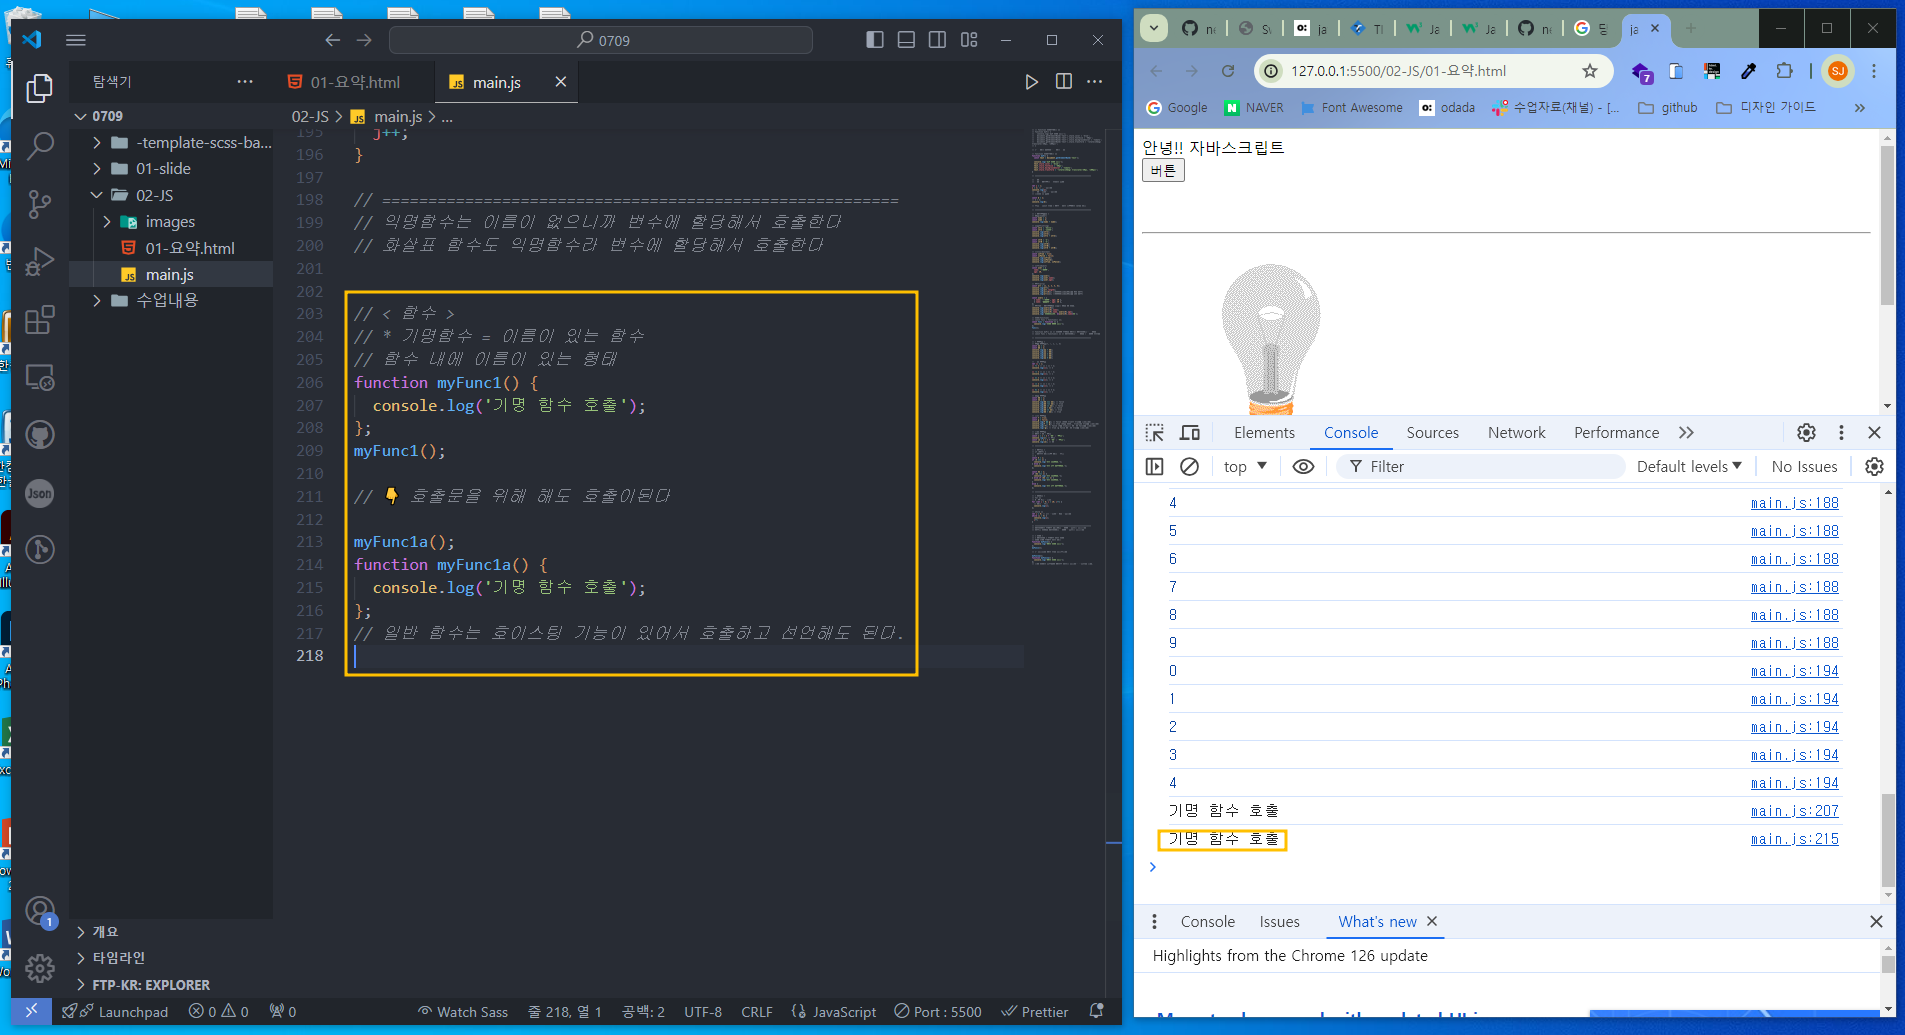 0709
탐색기
01-요약.html
main.js
0709
02-JS > main.js > ...
-template-scss-ba...
01-slide
02-JS
images
01-요약.html
main.js
수업내용
195 j++;
196 }
197
198 // ========================================================
199 // 익명함수는 이름이 없으니까 변수에 할당해서 호출한다
200 // 화살표 함수도 익명함수라 변수에 할당해서 호출한다
201
202
203 // < 함수 >
204 // * 기명함수 = 이름이 있는 함수
205 // 함수 내에 이름이 있는 형태
206 function myFunc1() {
207 console.log('기명 함수 호출');
208 };
209 myFunc1();
210
211 // 👇 호출문을 위해 해도 호출이된다
212
213 myFunc1a();
214 function myFunc1a() {
215 console.log('기명 함수 호출');
216 };
217 // 일반 함수는 호이스팅 기능이 있어서 호출하고 선언해도 된다.
218
Json
1
개요
타임라인
FTP-KR: EXPLORER
Launchpad
0 0
0
Watch Sass
줄 218, 열 1
공백: 2
UTF-8
CRLF
JavaScript
Port : 5500
Prettier
ja
127.0.0.1:5500/02-JS/01-요약.html
7
SJ
Google
NAVER
Font Awesome
odada
수업자료(채널) - [...
github
디자인 가이드
안녕!! 자바스크립트
버튼
Elements
Console
Sources
Network
Performance
top
Filter
Default levels
No Issues
4 main.js:188
5 main.js:188
6 main.js:188
7 main.js:188
8 main.js:188
9 main.js:188
0 main.js:194
1 main.js:194
2 main.js:194
3 main.js:194
4 main.js:194
기명 함수 호출 main.js:207
기명 함수 호출 main.js:215
Console
Issues
What's new
Highlights from the Chrome 126 update